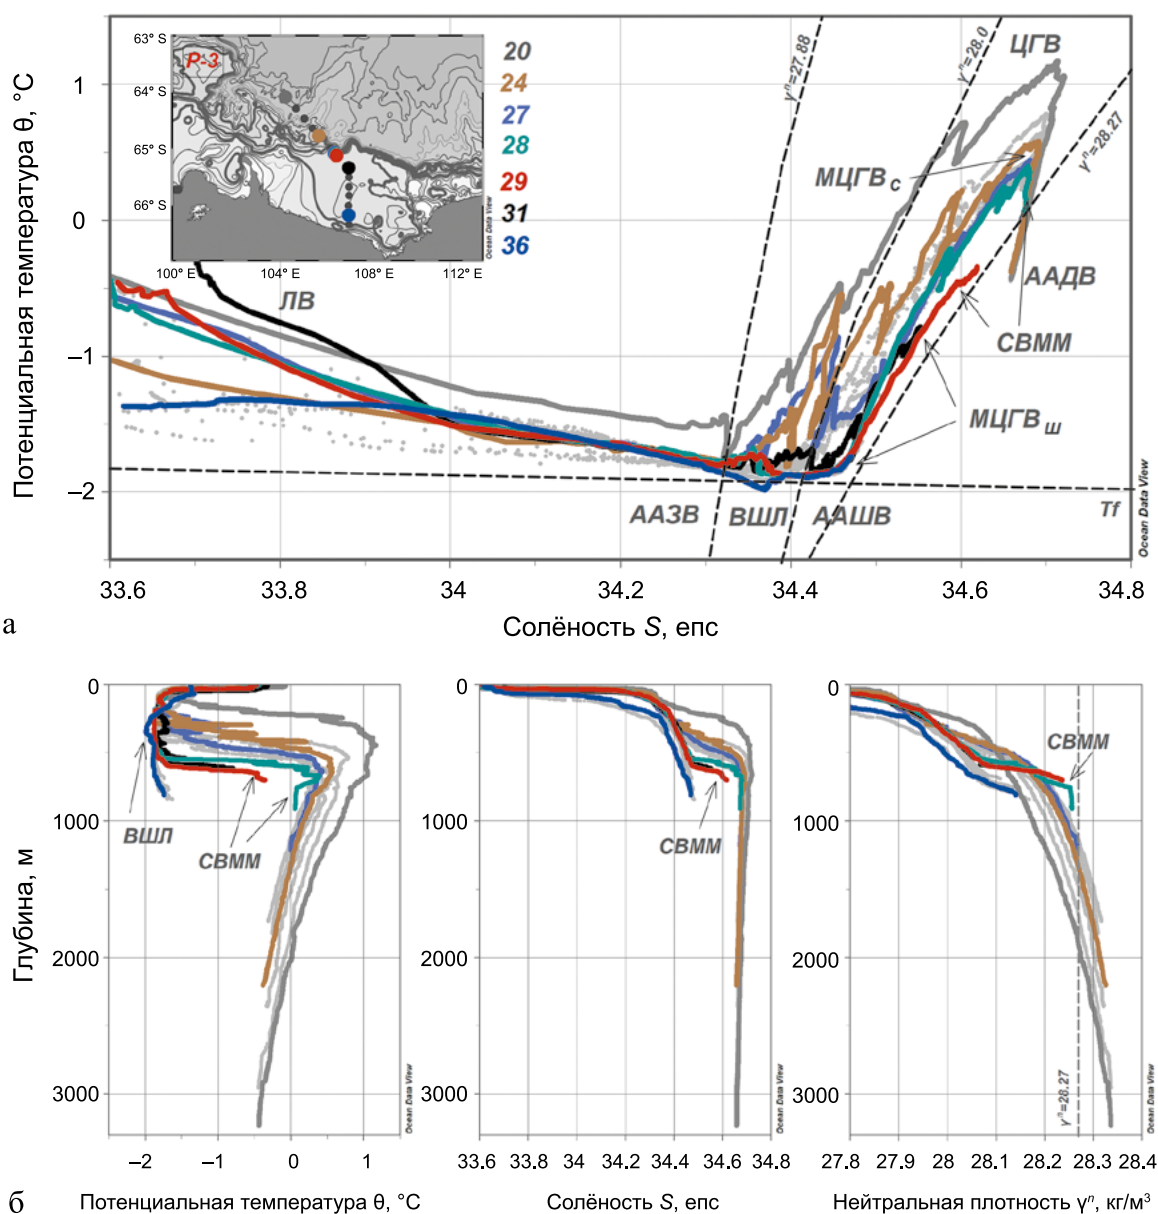 Потенциальная температура θ, °C
1
0
−1
−2
63° S
64° S
65° S
66° S
100° E
104° E
108° E
112° E
P-3
Ocean Data View
20
24
27
28
29
31
36
γⁿ=27.88
γⁿ=28.0
γⁿ=28.27
ЦГВ
МЦГВ С
ААДВ
СВММ
МЦГВ Ш
ЛВ
ААЗВ
ВШЛ
ААШВ
Tf
Ocean Data View
33.6
33.8
34
34.2
34.4
34.6
34.8
Солёность S, епс
а
Глубина, м
0
1000
2000
3000
ВШЛ
СВММ
Ocean Data View
−2
−1
0
1
Потенциальная температура θ, °C
0
1000
2000
3000
СВММ
Ocean Data View
33.6
33.8
34
34.2
34.4
34.6
34.8
Солёность S, епс
0
1000
2000
3000
СВММ
γⁿ=28.27
Ocean Data View
27.8
27.9
28
28.1
28.2
28.3
28.4
Нейтральная плотность γⁿ, кг/м³
б